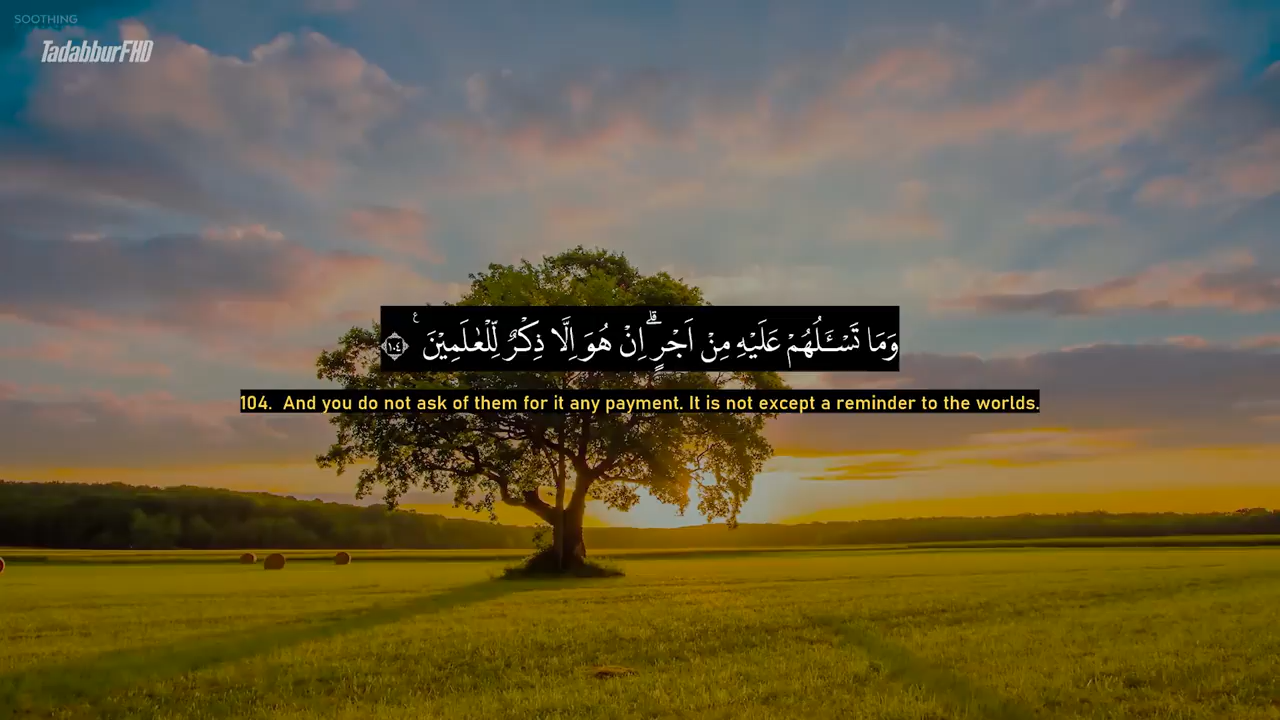 SOOTHING
TadabburFHD
وَمَا تَسْـَٔلُهُمْ عَلَيْهِ مِنْ اَجْرٍۗ اِنْ هُوَ اِلَّا ذِكْرٌ لِّلْعٰلَمِيْنَ ࣖ ١٠٤
104. And you do not ask of them for it any payment. It is not except a reminder to the worlds.